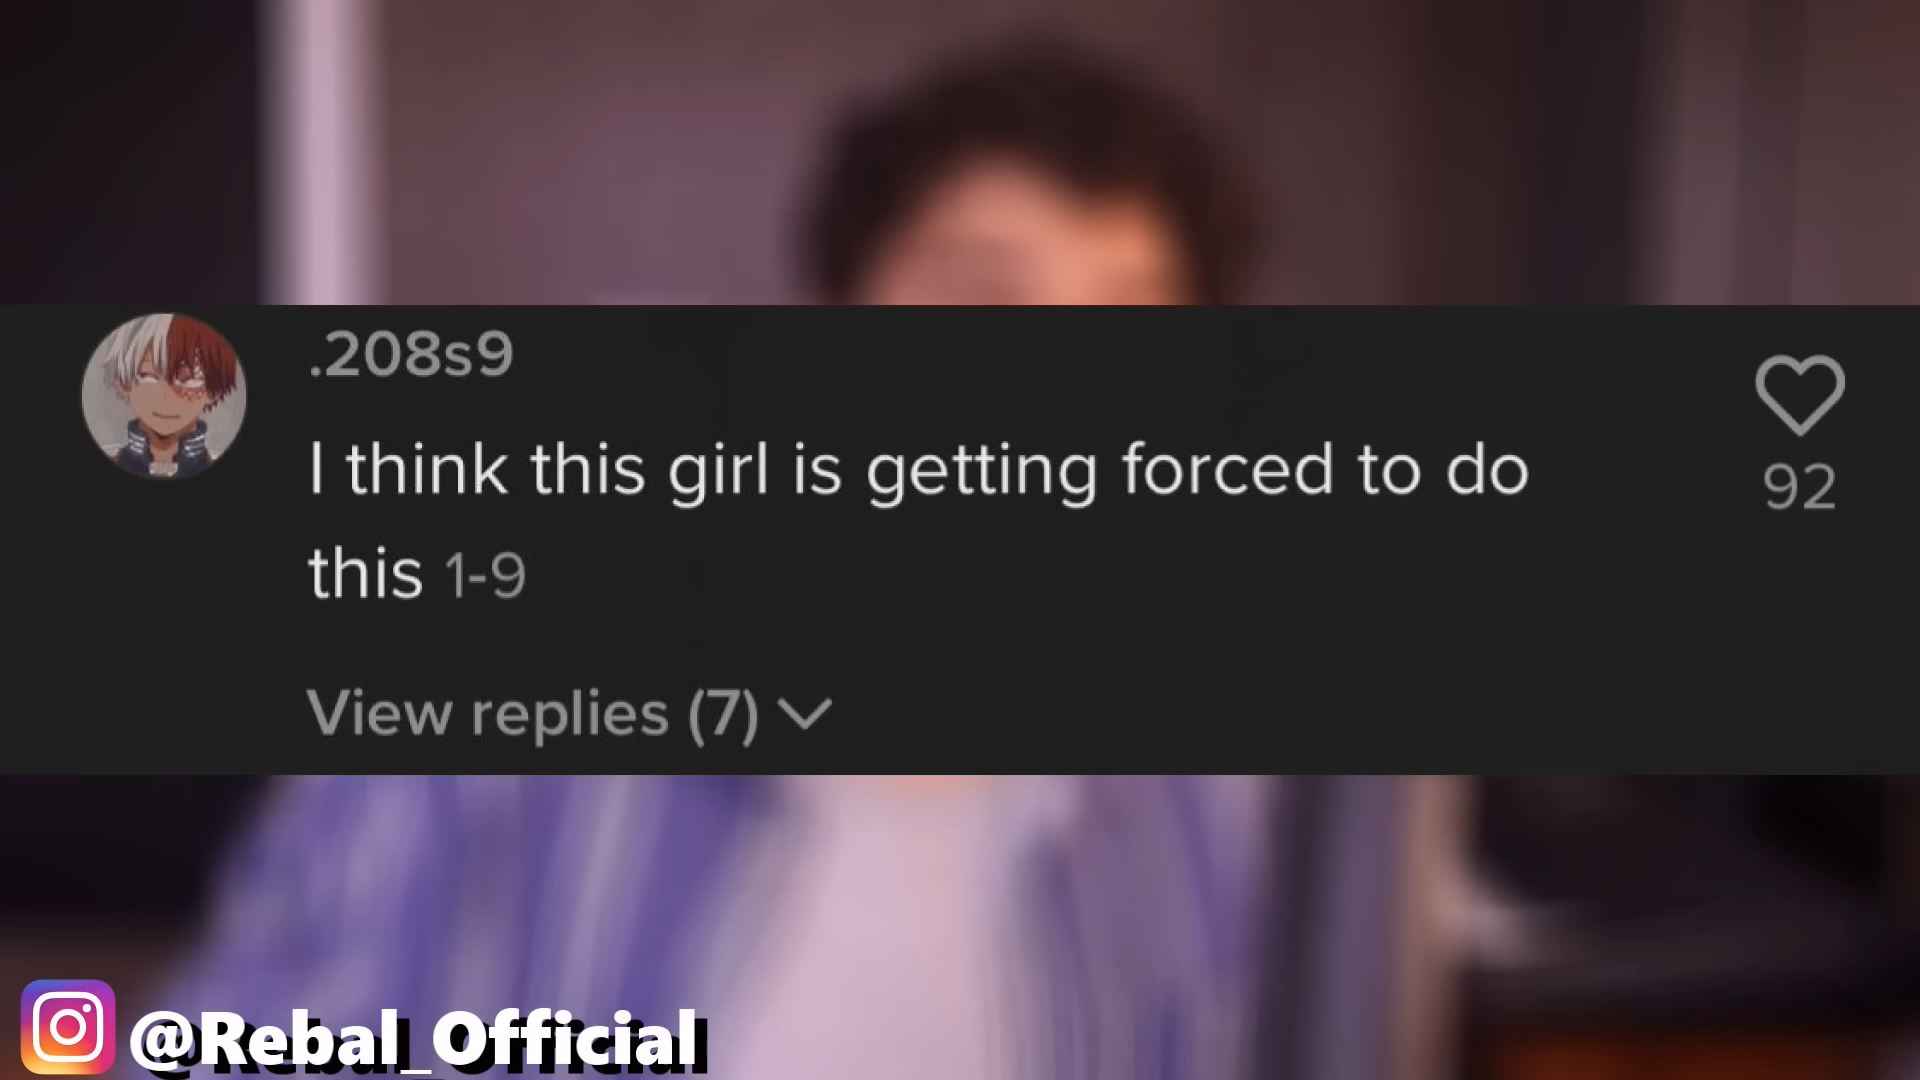 .208s9
I think this girl is getting forced to do
this 1-9
92
View replies (7)
@Rebal_Official